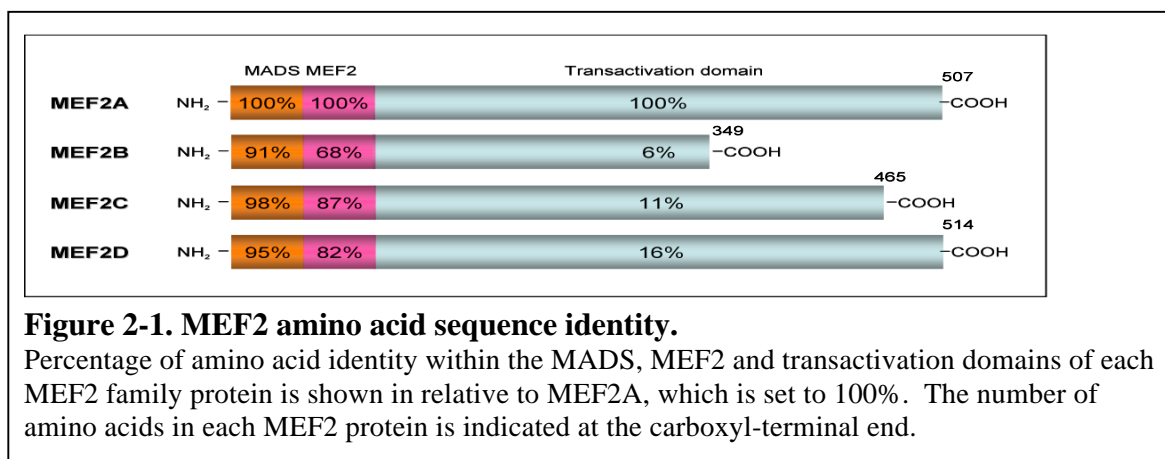 MADS MEF2 Transactivation domain
507
MEF2A NH₂ 100% 100% 100% COOH
349
MEF2B NH₂ 91% 68% 6% COOH
465
MEF2C NH₂ 98% 87% 11% COOH
514
MEF2D NH₂ 95% 82% 16% COOH
Figure 2-1. MEF2 amino acid sequence identity.
Percentage of amino acid identity within the MADS, MEF2 and transactivation domains of each
MEF2 family protein is shown in relative to MEF2A, which is set to 100%. The number of
amino acids in each MEF2 protein is indicated at the carboxyl-terminal end.